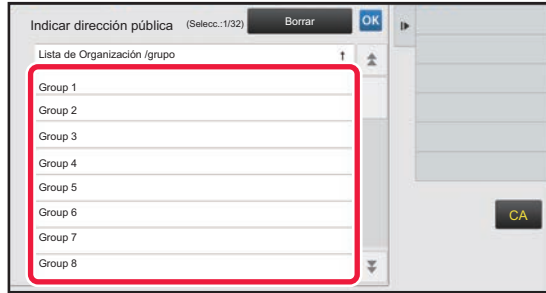 Indicar dirección pública (Selecc.:1/32) Borrar OK
Lista de Organización /grupo ↑
Group 1
Group 2
Group 3
Group 4
Group 5
Group 6
CA
Group 7
Group 8